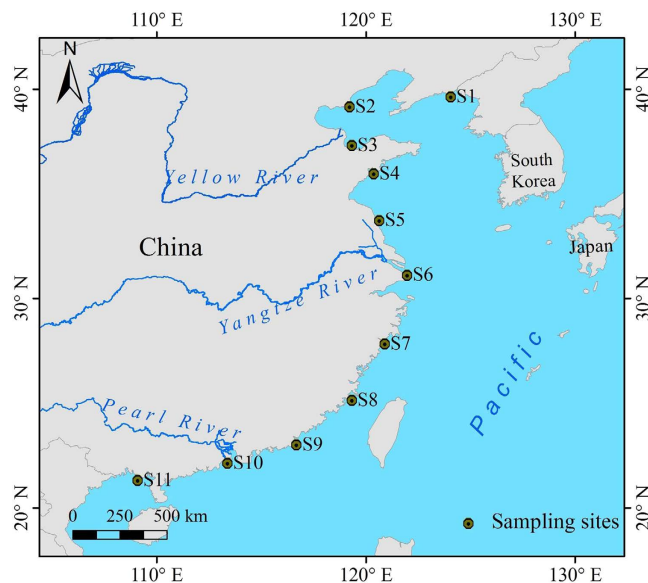 110° E 120° E 130° E
N
40° N 40° N
S1
S2
S3
South
Korea
S4
Yellow River
S5
Japan
China
S6
30° N 30° N
Yangtze River
S7
Pacific
S8
Pearl River
S9
S10
S11
0 250 500 km
Sampling sites
20° N 20° N
110° E 120° E 130° E